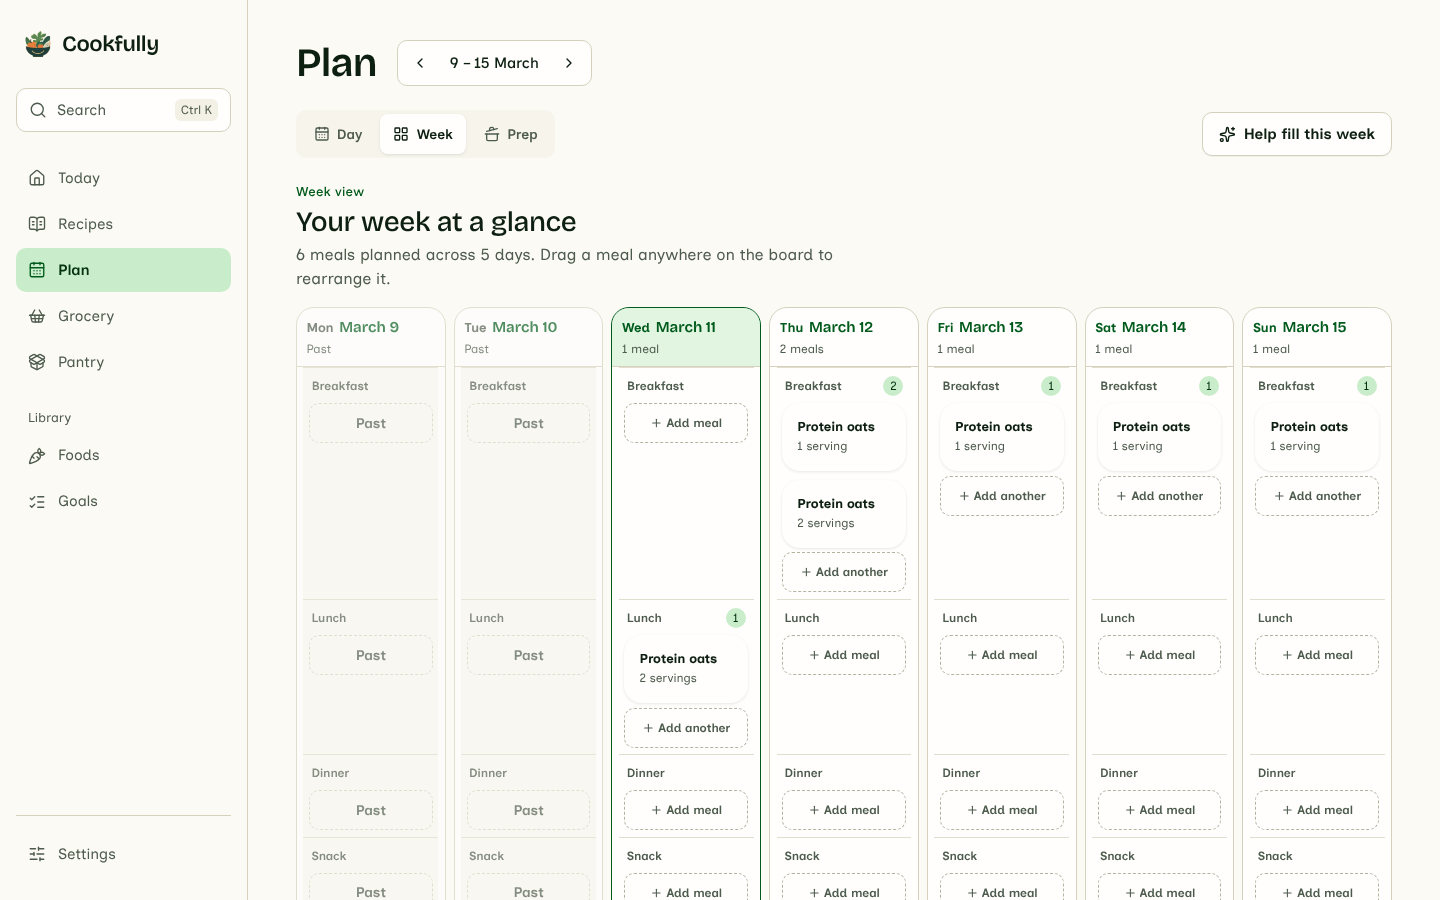 Cookfully
Search
Ctrl K
Today
Recipes
Plan
Grocery
Pantry
Library
Foods
Goals
Settings
Plan
9 – 15 March
Day
Week
Prep
Help fill this week
Week view
Your week at a glance
6 meals planned across 5 days. Drag a meal anywhere on the board to
rearrange it.
Mon March 9
Past
Breakfast
Past
Lunch
Past
Dinner
Past
Snack
Past
Tue March 10
Past
Breakfast
Past
Lunch
Past
Dinner
Past
Snack
Past
Wed March 11
1 meal
Breakfast
+ Add meal
Lunch 1
Protein oats
2 servings
+ Add another
Dinner
+ Add meal
Snack
+ Add meal
Thu March 12
2 meals
Breakfast 2
Protein oats
1 serving
Protein oats
2 servings
+ Add another
Lunch
+ Add meal
Dinner
+ Add meal
Snack
+ Add meal
Fri March 13
1 meal
Breakfast 1
Protein oats
1 serving
+ Add another
Lunch
+ Add meal
Dinner
+ Add meal
Snack
+ Add meal
Sat March 14
1 meal
Breakfast 1
Protein oats
1 serving
+ Add another
Lunch
+ Add meal
Dinner
+ Add meal
Snack
+ Add meal
Sun March 15
1 meal
Breakfast 1
Protein oats
1 serving
+ Add another
Lunch
+ Add meal
Dinner
+ Add meal
Snack
+ Add meal